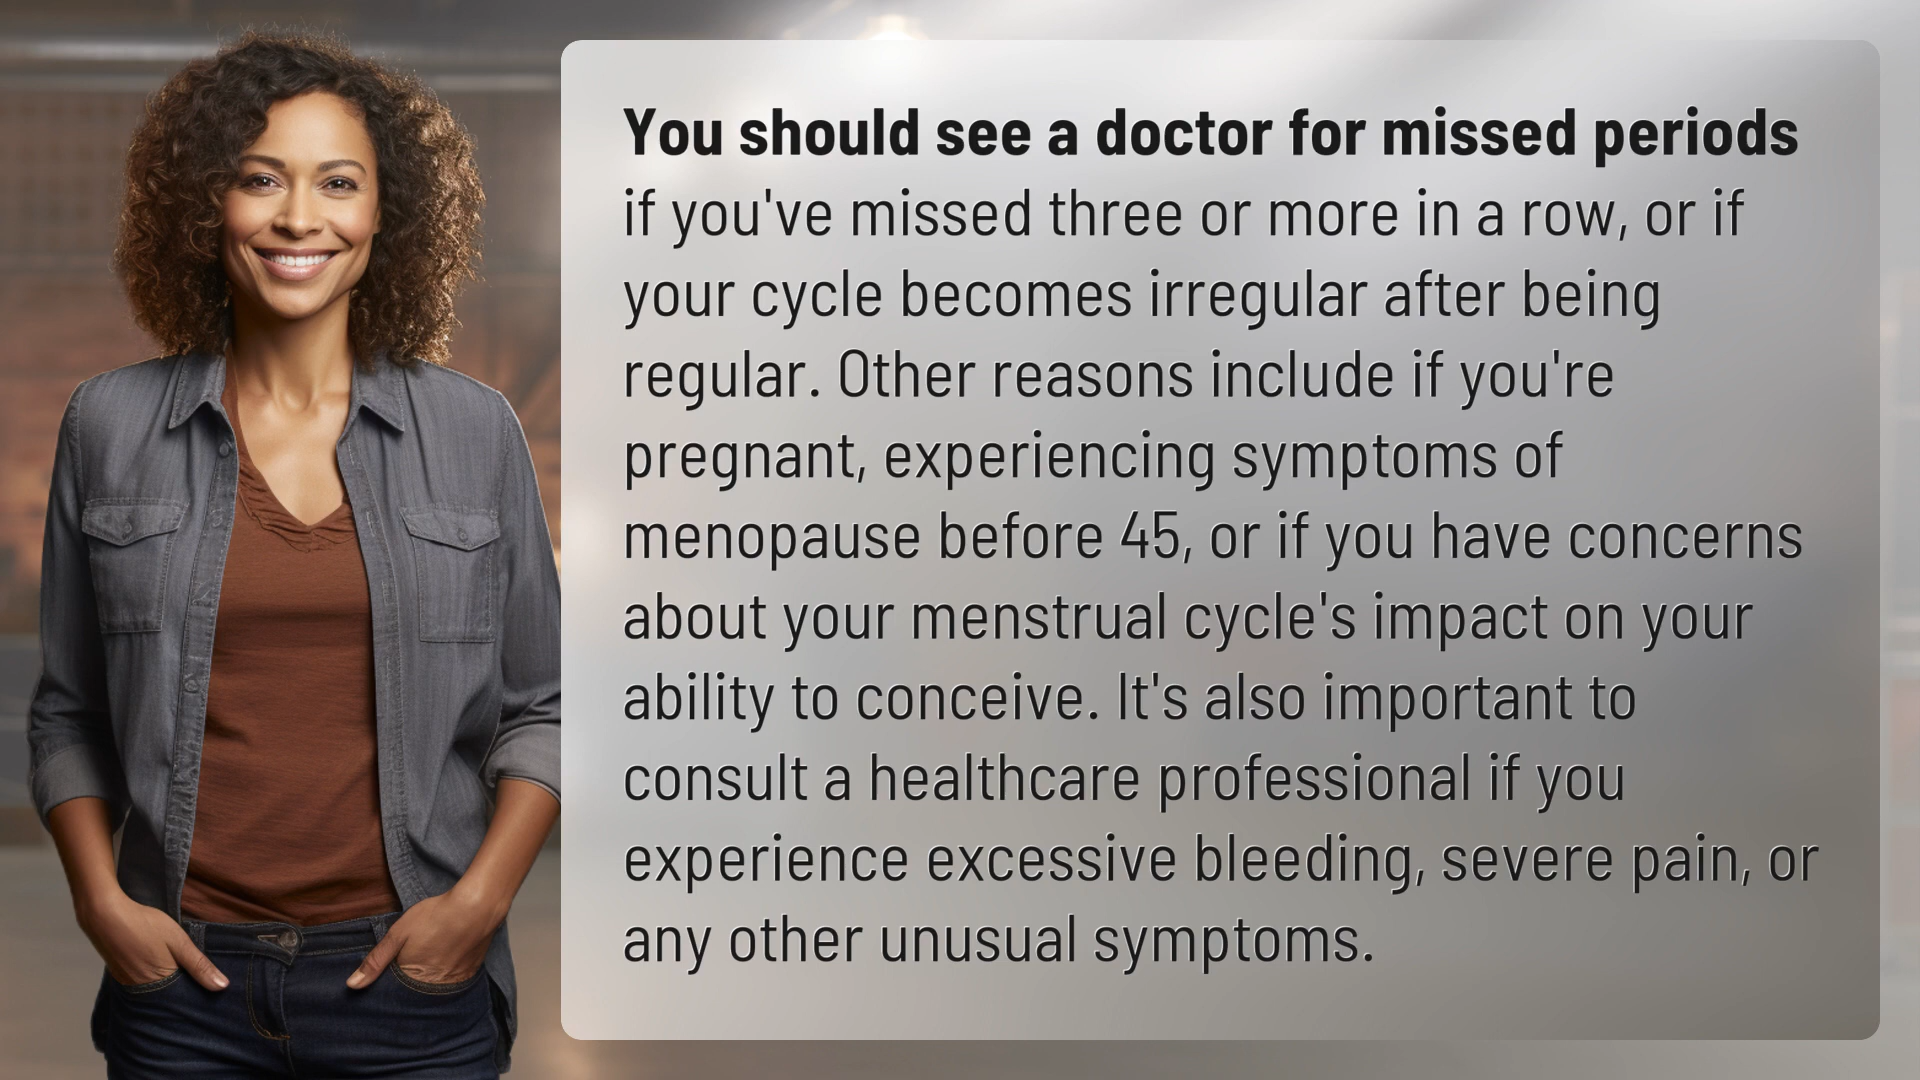 You should see a doctor for missed periods
if you've missed three or more in a row, or if
your cycle becomes irregular after being
regular. Other reasons include if you're
pregnant, experiencing symptoms of
menopause before 45, or if you have concerns
about your menstrual cycle's impact on your
ability to conceive. It's also important to
consult a healthcare professional if you
experience excessive bleeding, severe pain, or
any other unusual symptoms.